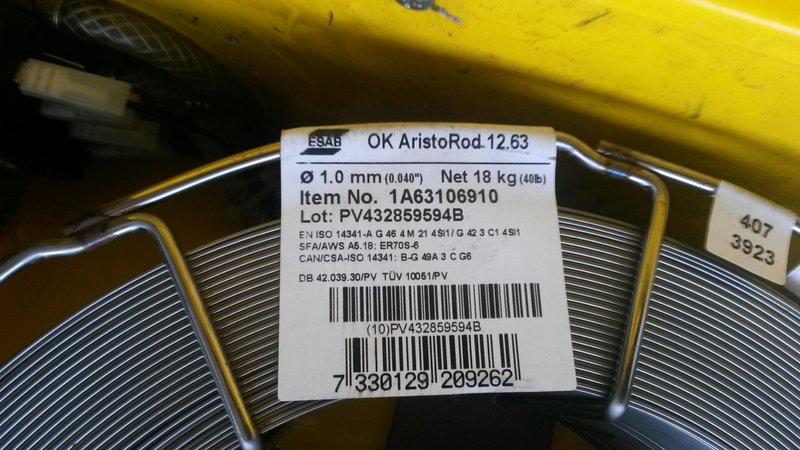 ESAB OK AristoRod 12.63
Ø 1.0 mm (0.040") Net 18 kg (40lb)
Item No. 1A63106910
Lot: PV432859594B
EN ISO 14341-A G 46 4 M 21 4Si1/ G 42 3 C1 4Si1
SFA/AWS A5.18: ER70S-6
CAN/CSA-ISO 14341: B-G 49A 3 C G6
DB 42.039.30/PV TÜV 10051/PV
(10)PV432859594B
7 330129 209262
407
3923